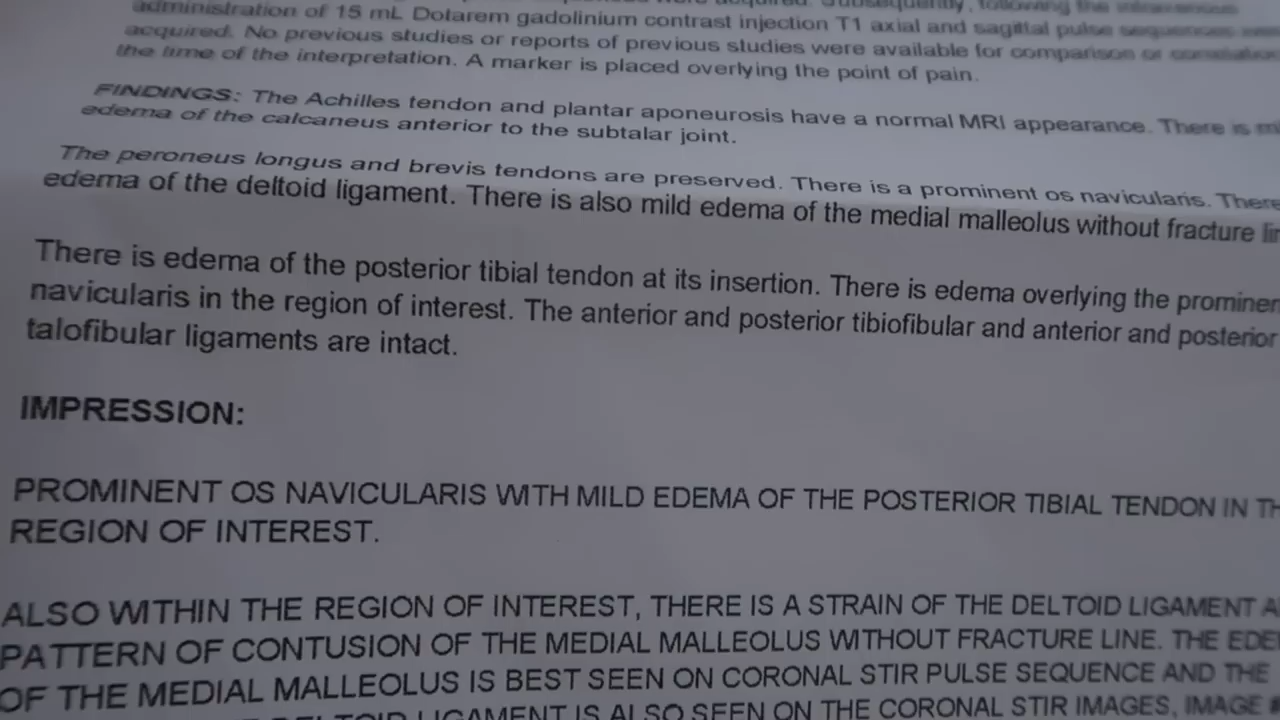 administration of 15 mL Dotarem gadolinium contrast injection T1 axial and sagittal pulse sequences
acquired. No previous studies or reports of previous studies were available for comparison or correlation
the time of the interpretation. A marker is placed overlying the point of pain.
FINDINGS: The Achilles tendon and plantar aponeurosis have a normal MRI appearance. There is
edema of the calcaneus anterior to the subtalar joint.
The peroneus longus and brevis tendons are preserved. There is a prominent os navicularis. There
edema of the deltoid ligament. There is also mild edema of the medial malleolus without fracture
There is edema of the posterior tibial tendon at its insertion. There is edema overlying the
navicularis in the region of interest. The anterior and posterior tibiofibular and anterior and posterior
talofibular ligaments are intact.
IMPRESSION:
PROMINENT OS NAVICULARIS WITH MILD EDEMA OF THE POSTERIOR TIBIAL TENDON IN
REGION OF INTEREST.
ALSO WITHIN THE REGION OF INTEREST, THERE IS A STRAIN OF THE DELTOID LIGAMENT
PATTERN OF CONTUSION OF THE MEDIAL MALLEOLUS WITHOUT FRACTURE LINE. THE
OF THE MEDIAL MALLEOLUS IS BEST SEEN ON CORONAL STIR PULSE SEQUENCE AND THE
LIGAMENT IS ALSO SEEN ON THE CORONAL STIR IMAGES, IMAGE